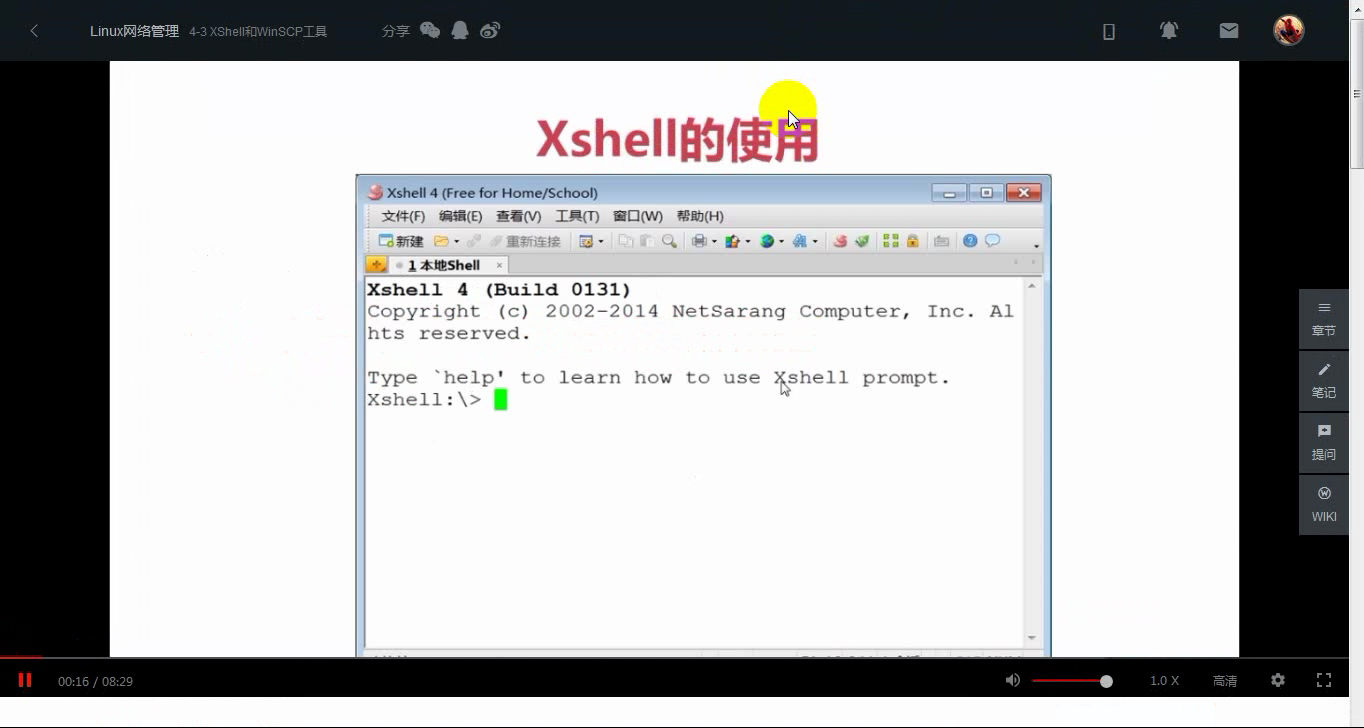 Linux网络管理 4-3 XShell和WinSCP工具 分享
Xshell的使用
Xshell 4 (Free for Home/School)
文件(F) 编辑(E) 查看(V) 工具(T) 窗口(W) 帮助(H)
新建 重新连接
1 本地Shell ×
Xshell 4 (Build 0131)
Copyright (c) 2002-2014 NetSarang Computer, Inc. Al
hts reserved.
Type `help' to learn how to use Xshell prompt.
Xshell:\>
章节
笔记
提问
WIKI
00:16 / 08:29 1.0 X 高清